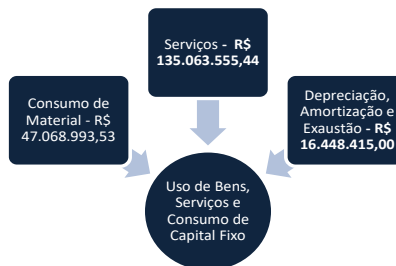 Serviços - R$
135.063.555,44
Consumo de
Material - R$
47.068.993,53
Depreciação,
Amortização e
Exaustão - R$
16.448.415,00
Uso de Bens,
Serviços e
Consumo de
Capital Fixo